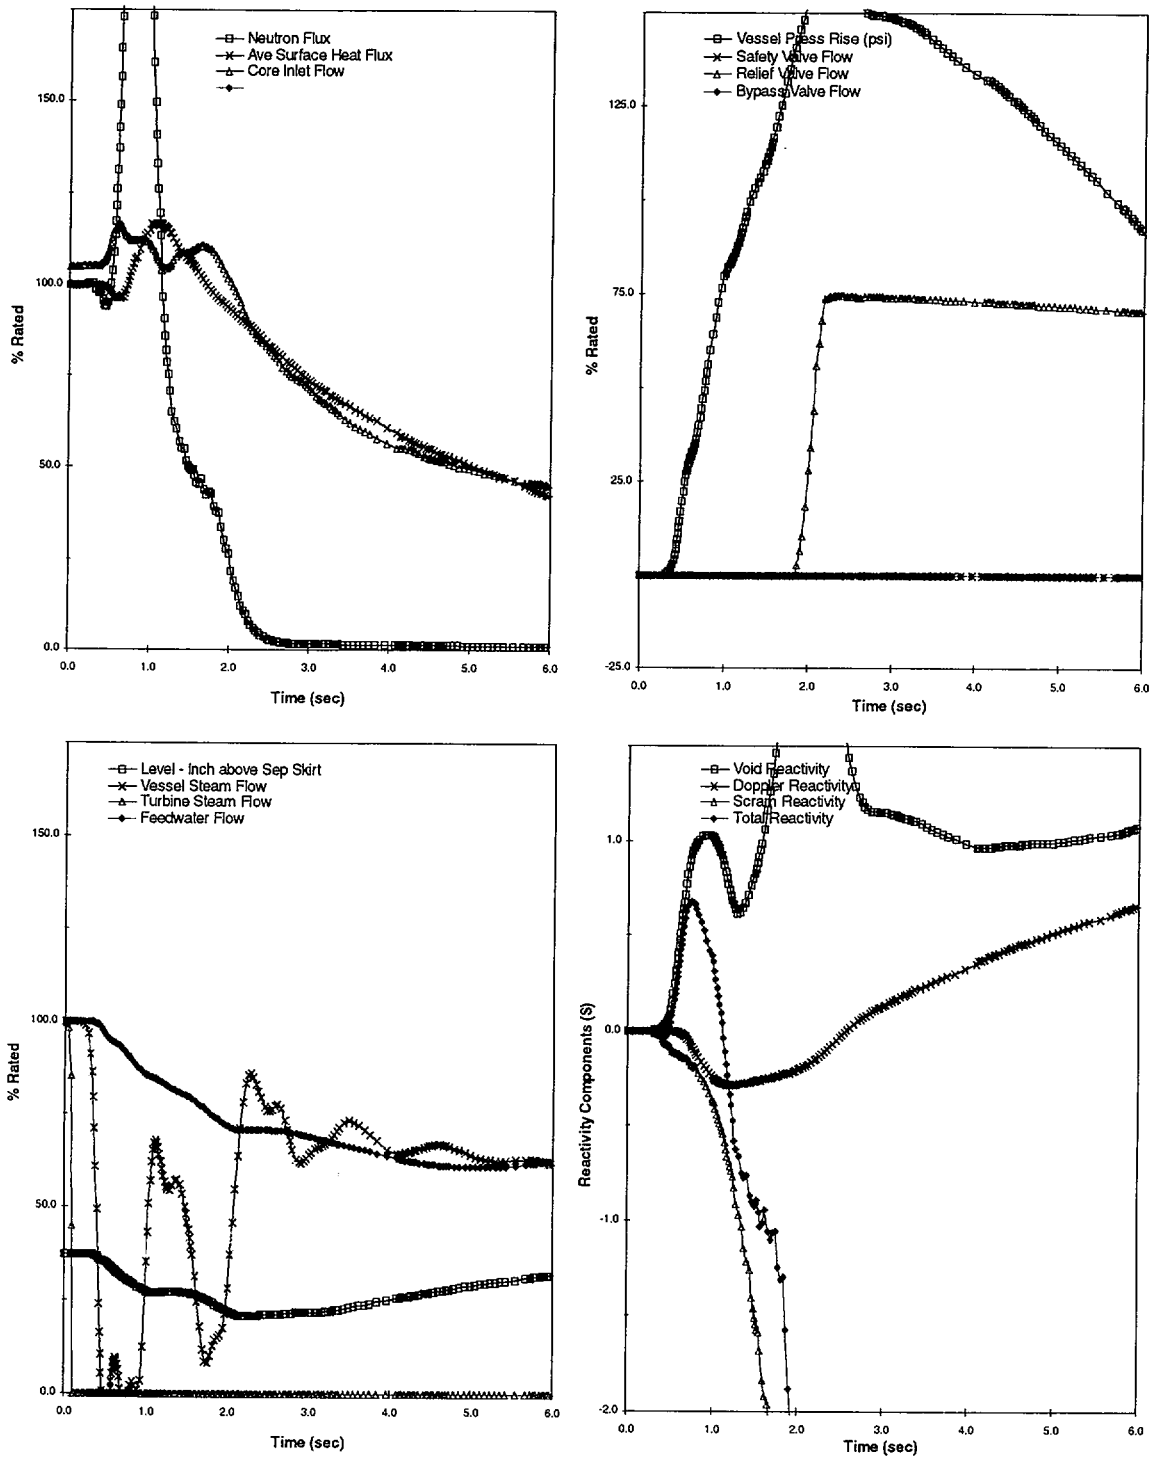 Neutron Flux
Ave Surface Heat Flux
Core Inlet Flow
150.0
100.0
50.0
0.0
% Rated
0.0 1.0 2.0 3.0 4.0 5.0 6.0
Time (sec)
Vessel Press Rise (psi)
Safety Valve Flow
Relief Valve Flow
Bypass Valve Flow
125.0
75.0
25.0
-25.0
% Rated
0.0 1.0 2.0 3.0 4.0 5.0 6.0
Time (sec)
Level - Inch above Sep Skirt
Vessel Steam Flow
Turbine Steam Flow
Feedwater Flow
150.0
100.0
50.0
0.0
% Rated
0.0 1.0 2.0 3.0 4.0 5.0 6.0
Time (sec)
Void Reactivity
Doppler Reactivity
Scram Reactivity
Total Reactivity
1.0
0.0
-1.0
-2.0
Reactivity Components ($)
0.0 1.0 2.0 3.0 4.0 5.0 6.0
Time (sec)